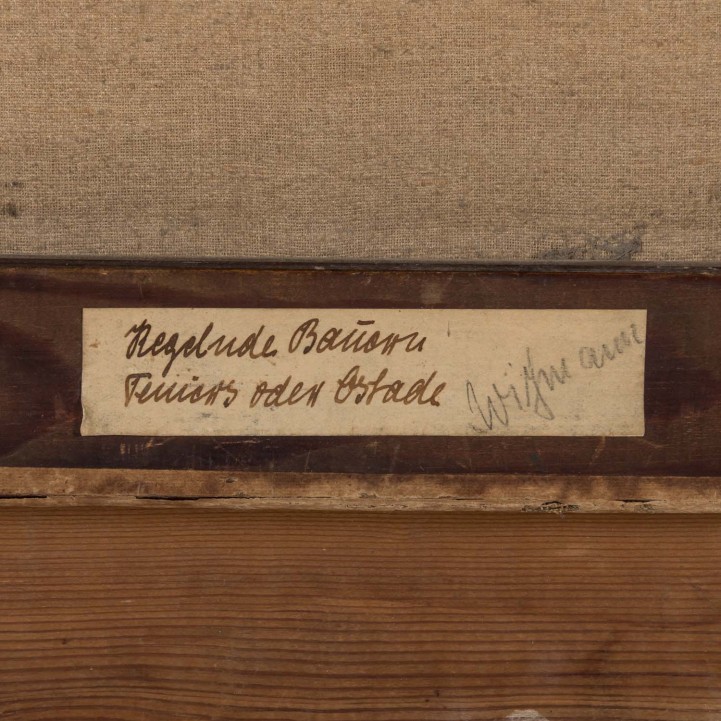 Kegelnde Bauern
Teniers oder Ostade
Wißmann